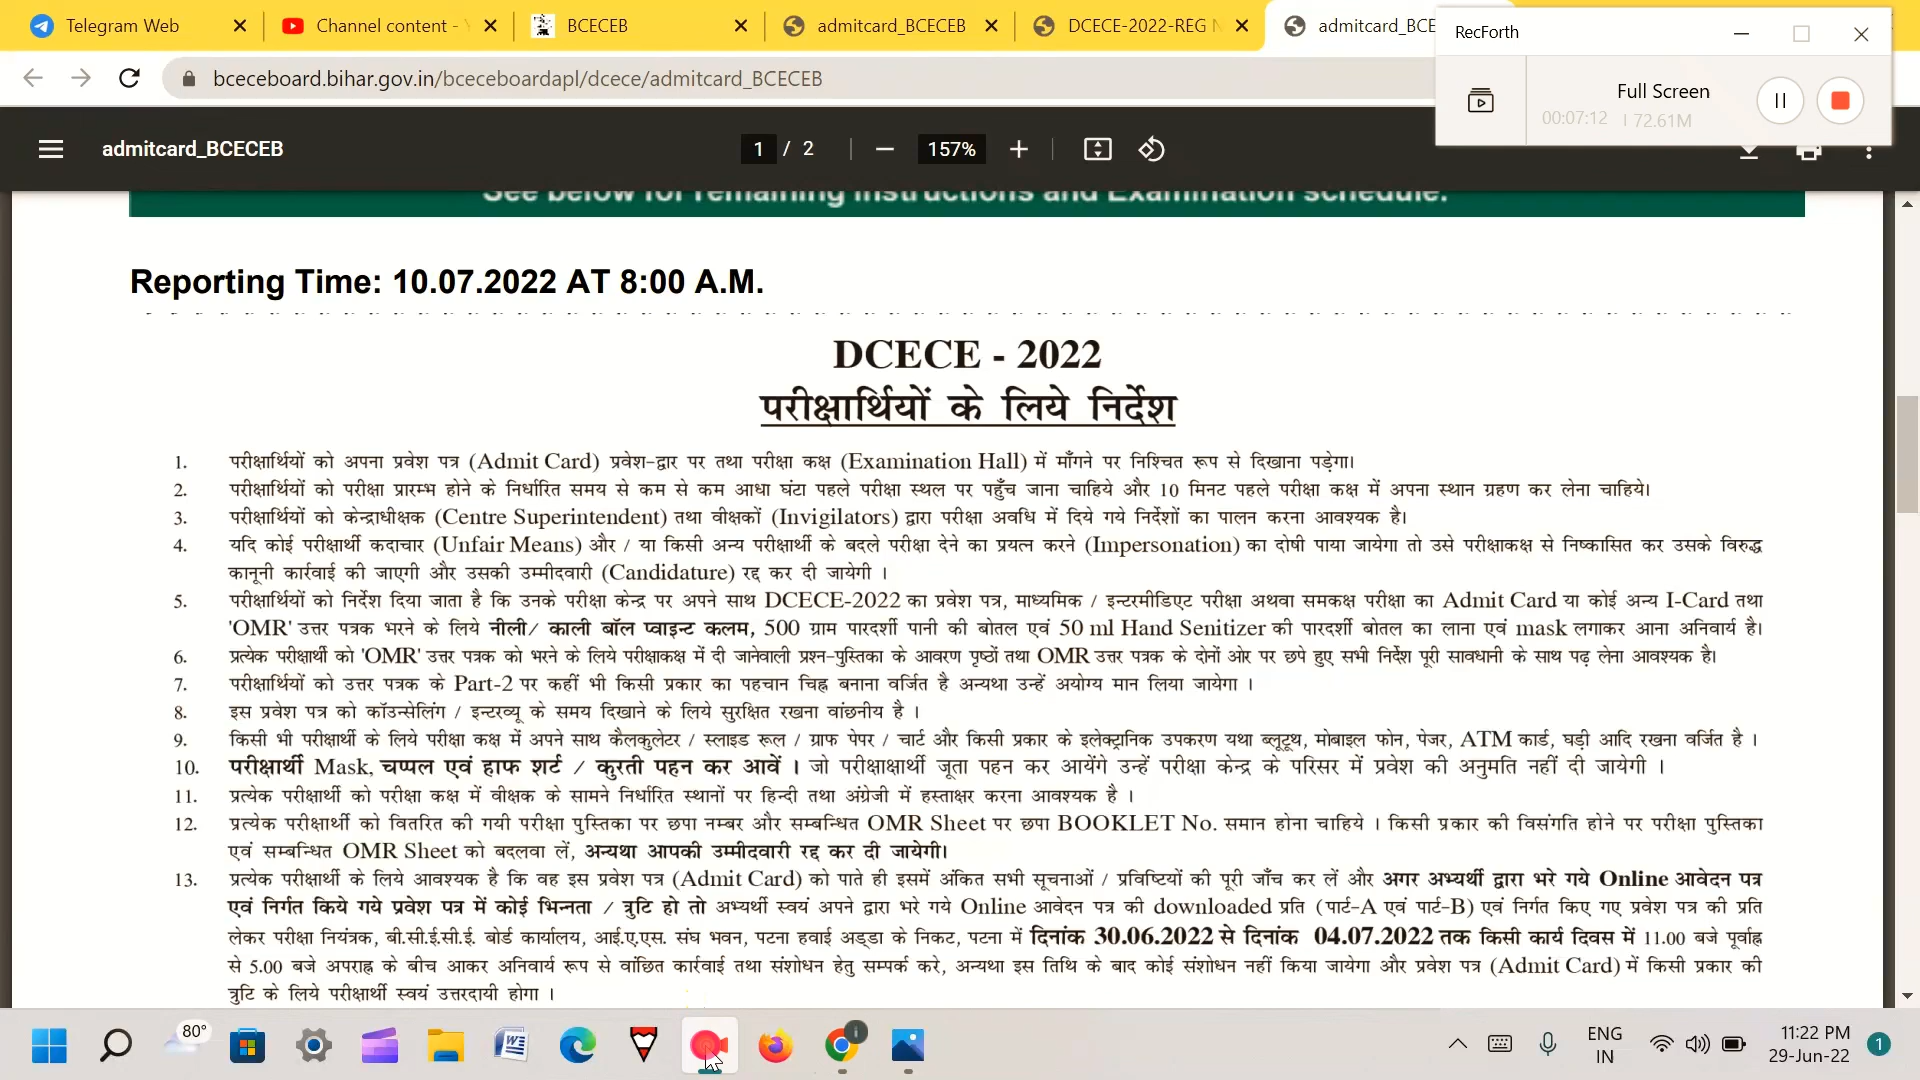 Telegram Web
Channel content -
BCECEB
admitcard_BCECEB
DCECE-2022-REG
admitcard_BCE
RecForth
bceceboard.bihar.gov.in/bceceboardapl/dcece/admitcard_BCECEB
Full Screen
00:07:12 | 72.61M
admitcard_BCECEB
1 / 2
157%
See below for remaining instructions and Examination schedule.
Reporting Time: 10.07.2022 AT 8:00 A.M.
DCECE - 2022
परीक्षार्थियों के लिये निर्देश
1. परीक्षार्थियों को अपना प्रवेश पत्र (Admit Card) प्रवेश-द्वार पर तथा परीक्षा कक्ष (Examination Hall) में माँगने पर निश्चित रूप से दिखाना पड़ेगा।
2. परीक्षार्थियों को परीक्षा प्रारम्भ होने के निर्धारित समय से कम से कम आधा घंटा पहले परीक्षा स्थल पर पहुँच जाना चाहिये और 10 मिनट पहले परीक्षा कक्ष में अपना स्थान ग्रहण कर लेना चाहिये।
3. परीक्षार्थियों को केन्द्राधीक्षक (Centre Superintendent) तथा वीक्षकों (Invigilators) द्वारा परीक्षा अवधि में दिये गये निर्देशों का पालन करना आवश्यक है।
4. यदि कोई परीक्षार्थी कदाचार (Unfair Means) और / या किसी अन्य परीक्षार्थी के बदले परीक्षा देने का प्रयत्न करने (Impersonation) का दोषी पाया जायेगा तो उसे परीक्षाकक्ष से निष्कासित कर उसके विरुद्ध
कानूनी कार्रवाई की जाएगी और उसकी उम्मीदवारी (Candidature) रद्द कर दी जायेगी ।
5. परीक्षार्थियों को निर्देश दिया जाता है कि उनके परीक्षा केन्द्र पर अपने साथ DCECE-2022 का प्रवेश पत्र, माध्यमिक / इन्टरमीडिएट परीक्षा अथवा समकक्ष परीक्षा का Admit Card या कोई अन्य I-Card तथा
'OMR' उत्तर पत्रक भरने के लिये नीली/ काली बॉल प्वाइन्ट कलम, 500 ग्राम पारदर्शी पानी की बोतल एवं 50 ml Hand Senitizer की पारदर्शी बोतल का लाना एवं mask लगाकर आना अनिवार्य है।
6. प्रत्येक परीक्षार्थी को 'OMR' उत्तर पत्रक को भरने के लिये परीक्षाकक्ष में दी जानेवाली प्रश्न-पुस्तिका के आवरण पृष्ठों तथा OMR उत्तर पत्रक के दोनों ओर पर छपे हुए सभी निर्देश पूरी सावधानी के साथ पढ़ लेना आवश्यक है।
7. परीक्षार्थियों को उत्तर पत्रक के Part-2 पर कहीं भी किसी प्रकार का पहचान चिह्न बनाना वर्जित है अन्यथा उन्हें अयोग्य मान लिया जायेगा ।
8. इस प्रवेश पत्र को कॉउन्सेलिंग / इन्टरव्यू के समय दिखाने के लिये सुरक्षित रखना वांछनीय है ।
9. किसी भी परीक्षार्थी के लिये परीक्षा कक्ष में अपने साथ कैलकुलेटर / स्लाइड रूल / ग्राफ पेपर / चार्ट और किसी प्रकार के इलेक्ट्रानिक उपकरण यथा ब्लूटूथ, मोबाइल फोन, पेजर, ATM कार्ड, घड़ी आदि रखना वर्जित है ।
10. परीक्षार्थी Mask, चप्पल एवं हाफ शर्ट / कुरती पहन कर आवें । जो परीक्षाक्षार्थी जूता पहन कर आयेंगे उन्हें परीक्षा केन्द्र के परिसर में प्रवेश की अनुमति नहीं दी जायेगी ।
11. प्रत्येक परीक्षार्थी को परीक्षा कक्ष में वीक्षक के सामने निर्धारित स्थानों पर हिन्दी तथा अंग्रेजी में हस्ताक्षर करना आवश्यक है ।
12. प्रत्येक परीक्षार्थी को वितरित की गयी परीक्षा पुस्तिका पर छपा नम्बर और सम्बन्धित OMR Sheet पर छपा BOOKLET No. समान होना चाहिये । किसी प्रकार की विसंगति होने पर परीक्षा पुस्तिका
एवं सम्बन्धित OMR Sheet को बदलवा लें, अन्यथा आपकी उम्मीदवारी रद्द कर दी जायेगी।
13. प्रत्येक परीक्षार्थी के लिये आवश्यक है कि वह इस प्रवेश पत्र (Admit Card) को पाते ही इसमें अंकित सभी सूचनाओं / प्रविष्टियों की पूरी जाँच कर लें और अगर अभ्यर्थी द्वारा भरे गये Online आवेदन पत्र
एवं निर्गत किये गये प्रवेश पत्र में कोई भिन्नता / त्रुटि हो तो अभ्यर्थी स्वयं अपने द्वारा भरे गये Online आवेदन पत्र की downloaded प्रति (पार्ट-A एवं पार्ट-B) एवं निर्गत किए गए प्रवेश पत्र की प्रति
लेकर परीक्षा नियंत्रक, बी.सी.ई.सी.ई. बोर्ड कार्यालय, आई.ए.एस. संघ भवन, पटना हवाई अड्डा के निकट, पटना में दिनांक 30.06.2022 से दिनांक 04.07.2022 तक किसी कार्य दिवस में 11.00 बजे पूर्वाह्न
से 5.00 बजे अपराह्न के बीच आकर अनिवार्य रूप से वांछित कार्रवाई तथा संशोधन हेतु सम्पर्क करे, अन्यथा इस तिथि के बाद कोई संशोधन नहीं किया जायेगा और प्रवेश पत्र (Admit Card) में किसी प्रकार की
त्रुटि के लिये परीक्षार्थी स्वयं उत्तरदायी होगा ।
80°
ENG
IN
11:22 PM
29-Jun-22
1